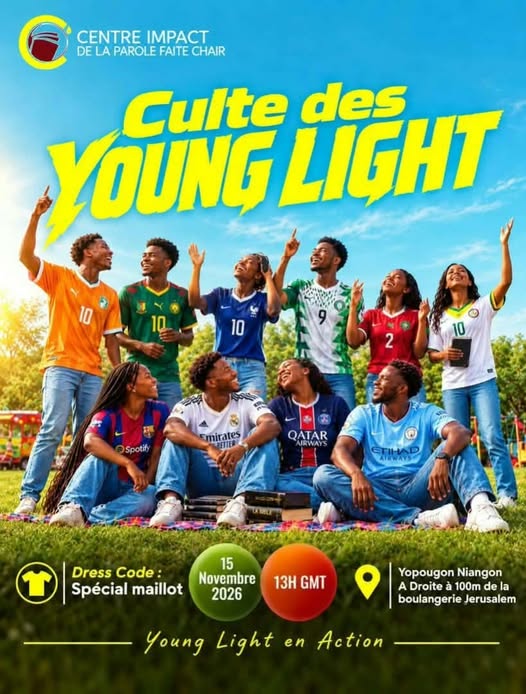 CENTRE IMPACT
DE LA PAROLE FAITE CHAIR
Culte des
YOUNG LIGHT
10
10
10
9
2
10
Spotify
Emirates
QATAR
AIRWAYS
ETIHAD
AIRWAYS
Dress Code :
Spécial maillot
15
Novembre
2026
13H GMT
Yopougon Niangon
A Droite à 100m de la
boulangerie Jerusalem
Young Light en Action